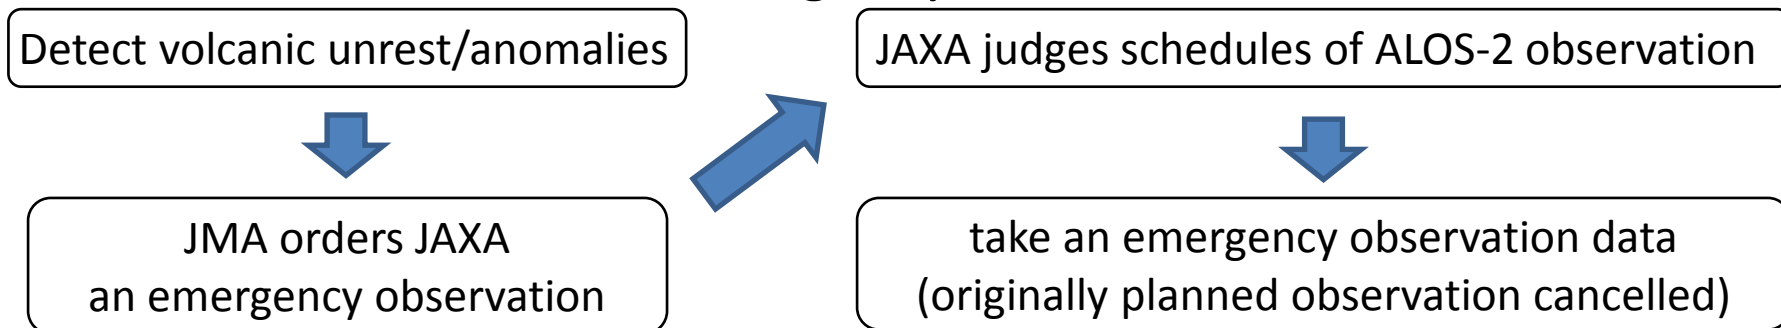 Detect volcanic unrest/anomalies
JMA orders JAXA
an emergency observation
JAXA judges schedules of ALOS-2 observation
take an emergency observation data
(originally planned observation cancelled)